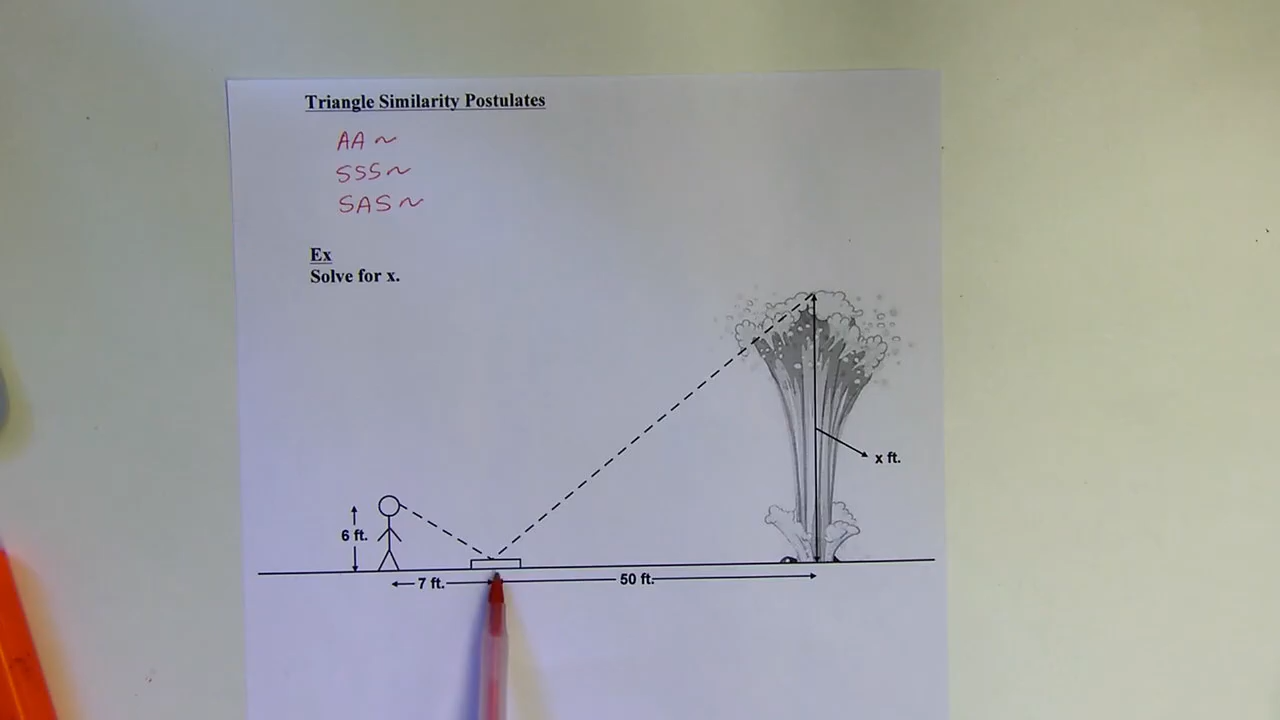 Triangle Similarity Postulates
AA ~
SSS ~
SAS ~
Ex
Solve for x.
x ft.
6 ft.
7 ft.
50 ft.